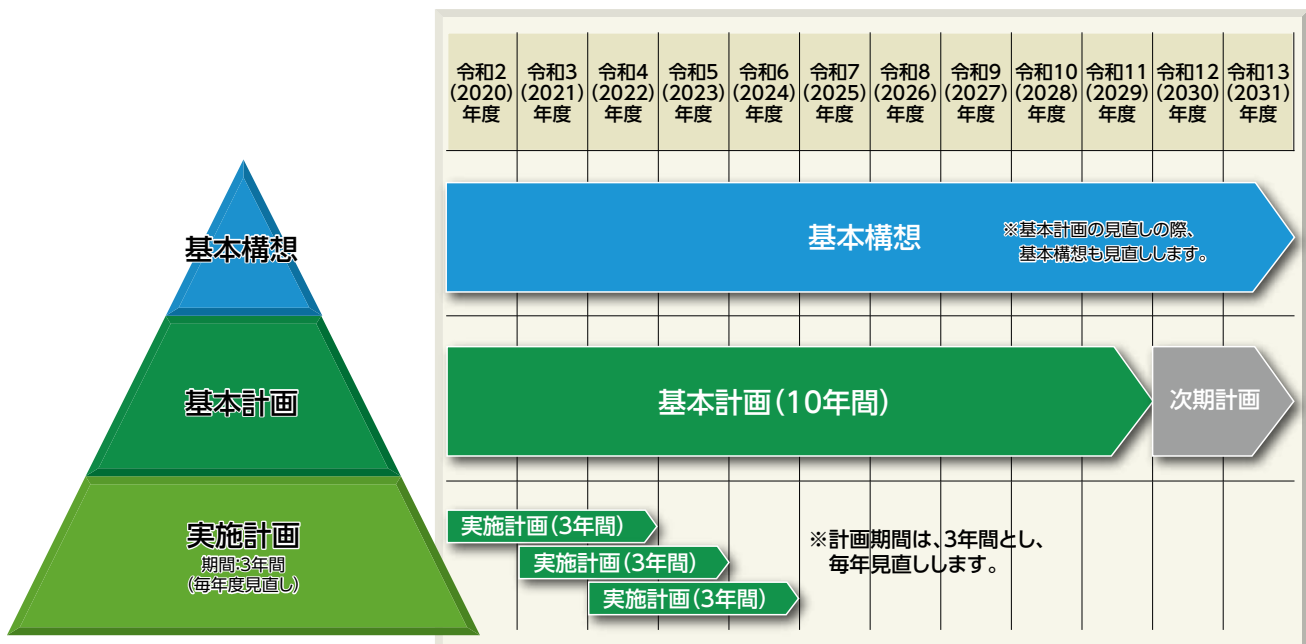 令和2
(2020)
年度
令和3
(2021)
年度
令和4
(2022)
年度
令和5
(2023)
年度
令和6
(2024)
年度
令和7
(2025)
年度
令和8
(2026)
年度
令和9
(2027)
年度
令和10
(2028)
年度
令和11
(2029)
年度
令和12
(2030)
年度
令和13
(2031)
年度
基本構想
基本構想
※基本計画の見直しの際、
基本構想も見直しします。
基本計画
基本計画(10年間)
次期計画
実施計画
期間:3年間
(毎年度見直し)
実施計画(3年間)
実施計画(3年間)
実施計画(3年間)
※計画期間は、3年間とし、
毎年見直しします。